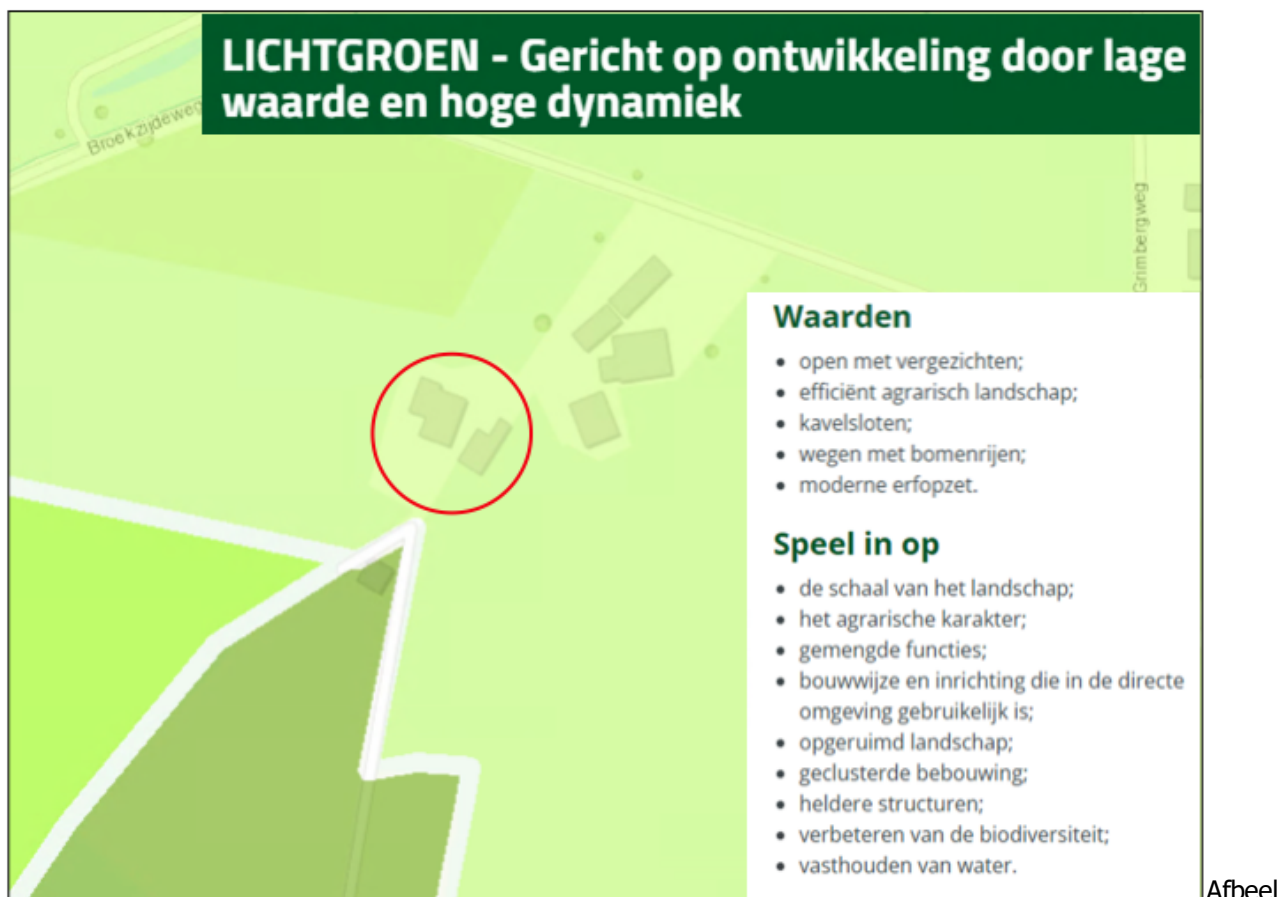 LICHTGROEN - Gericht op ontwikkeling door lage
waarde en hoge dynamiek
Broekzijdeweg
Grimbergweg
Waarden
• open met vergezichten;
• efficiënt agrarisch landschap;
• kavelsloten;
• wegen met bomenrijen;
• moderne erfopzet.
Speel in op
• de schaal van het landschap;
• het agrarische karakter;
• gemengde functies;
• bouwwijze en inrichting die in de directe
omgeving gebruikelijk is;
• opgeruimd landschap;
• geclusterde bebouwing;
• heldere structuren;
• verbeteren van de biodiversiteit;
• vasthouden van water.
Afbeel